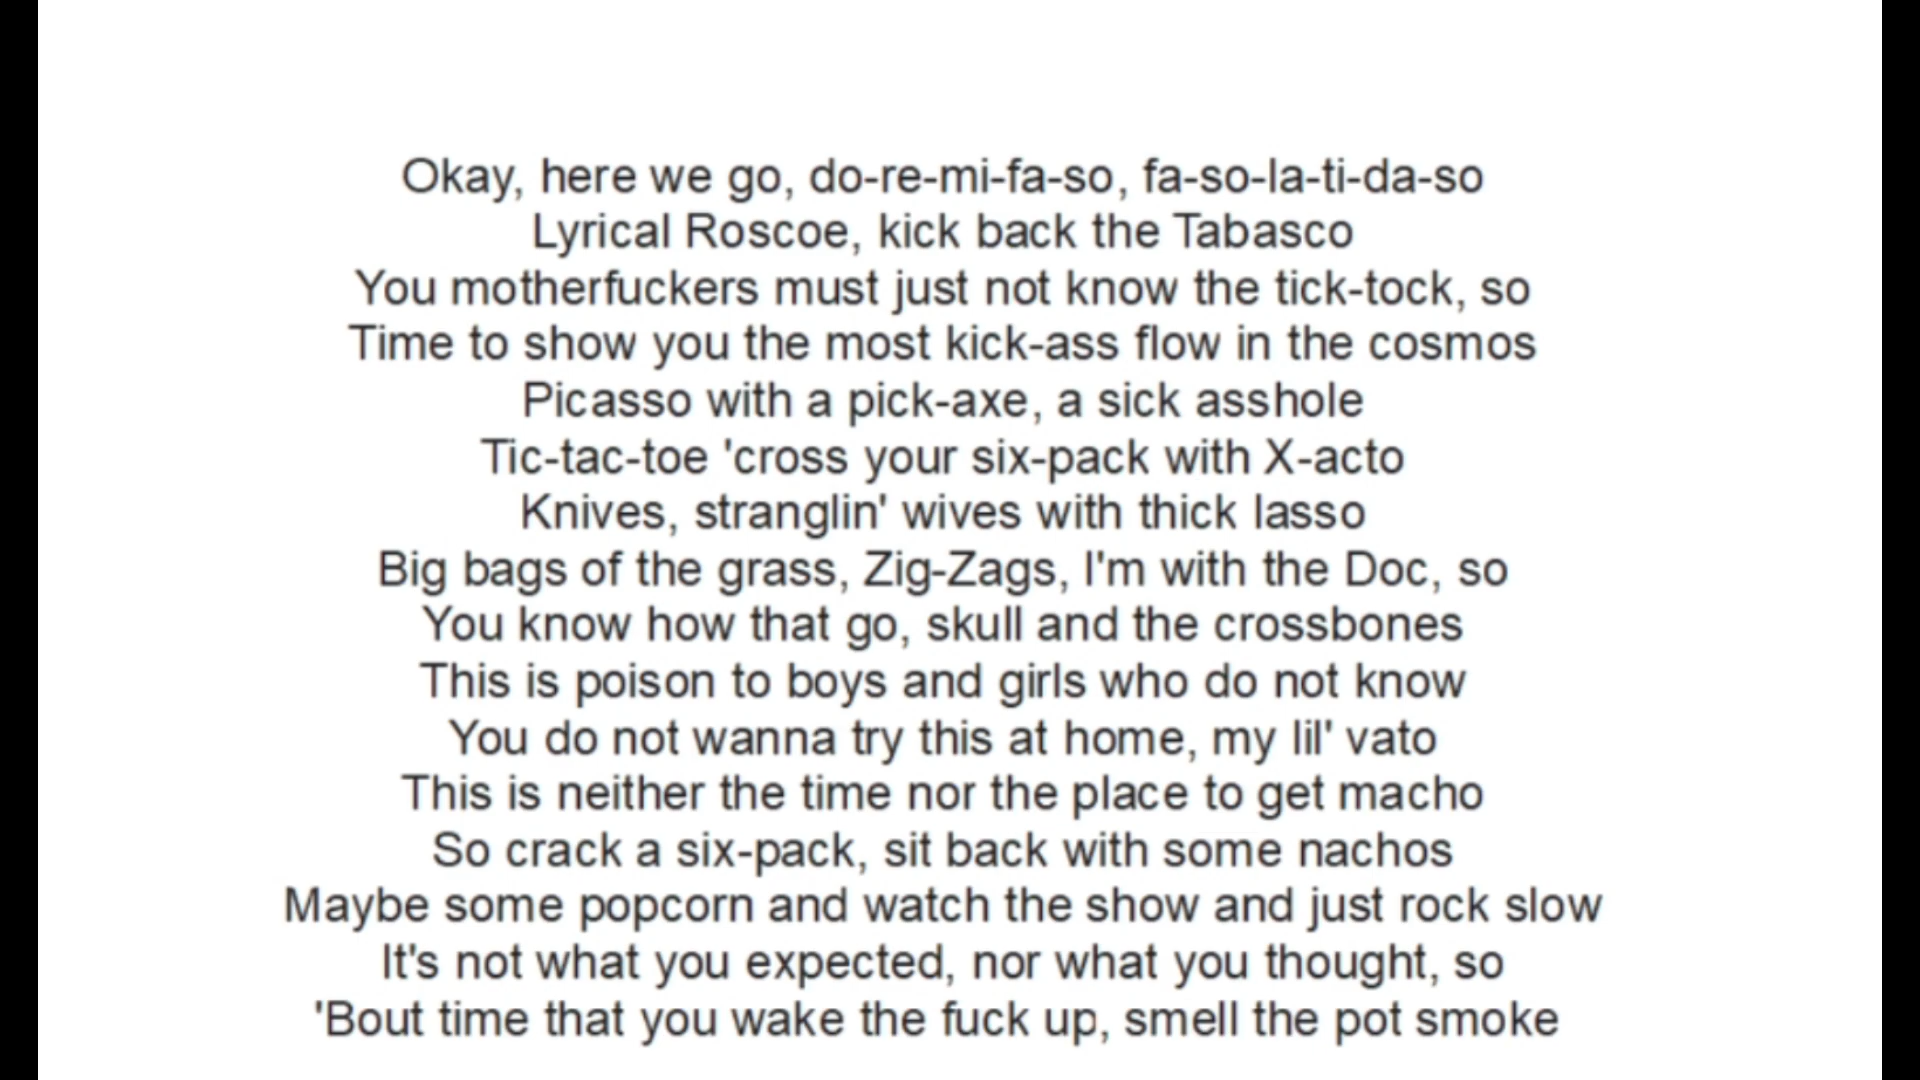 Okay, here we go, do-re-mi-fa-so, fa-so-la-ti-da-so
Lyrical Roscoe, kick back the Tabasco
You motherfuckers must just not know the tick-tock, so
Time to show you the most kick-ass flow in the cosmos
Picasso with a pick-axe, a sick asshole
Tic-tac-toe 'cross your six-pack with X-acto
Knives, stranglin' wives with thick lasso
Big bags of the grass, Zig-Zags, I'm with the Doc, so
You know how that go, skull and the crossbones
This is poison to boys and girls who do not know
You do not wanna try this at home, my lil' vato
This is neither the time nor the place to get macho
So crack a six-pack, sit back with some nachos
Maybe some popcorn and watch the show and just rock slow
It's not what you expected, nor what you thought, so
'Bout time that you wake the fuck up, smell the pot smoke